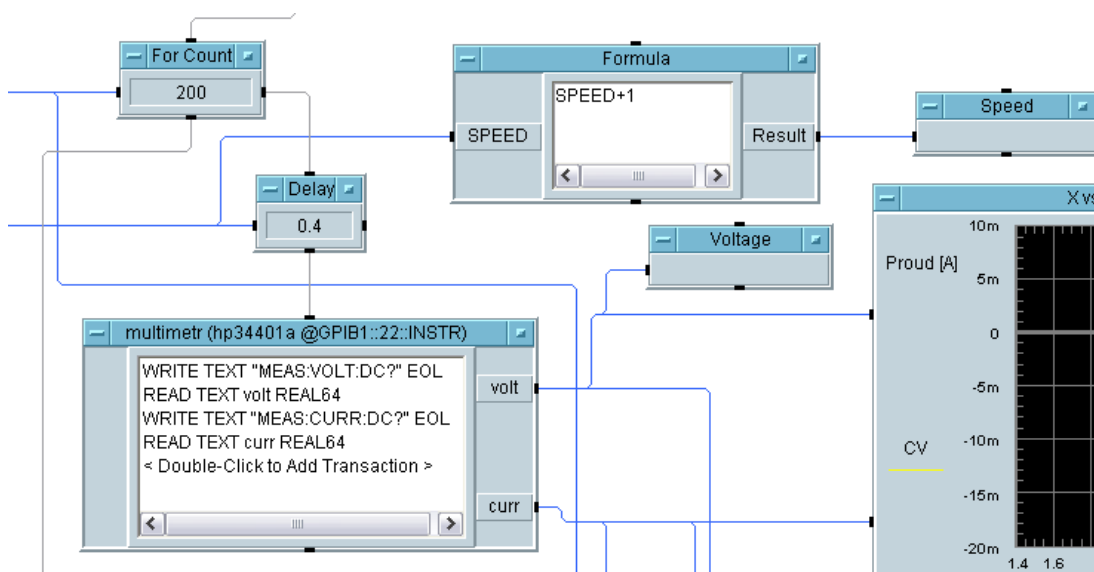 For Count
200
Formula
SPEED+1
SPEED
Result
Speed
Delay
0.4
Voltage
multimetr (hp34401a @GPIB1::22::INSTR)
WRITE TEXT "MEAS:VOLT:DC?" EOL
READ TEXT volt REAL64
WRITE TEXT "MEAS:CURR:DC?" EOL
READ TEXT curr REAL64
< Double-Click to Add Transaction >
volt
curr
X vs
Proud [A]
CV
10m
5m
0
-5m
-10m
-15m
-20m
1.4 1.6